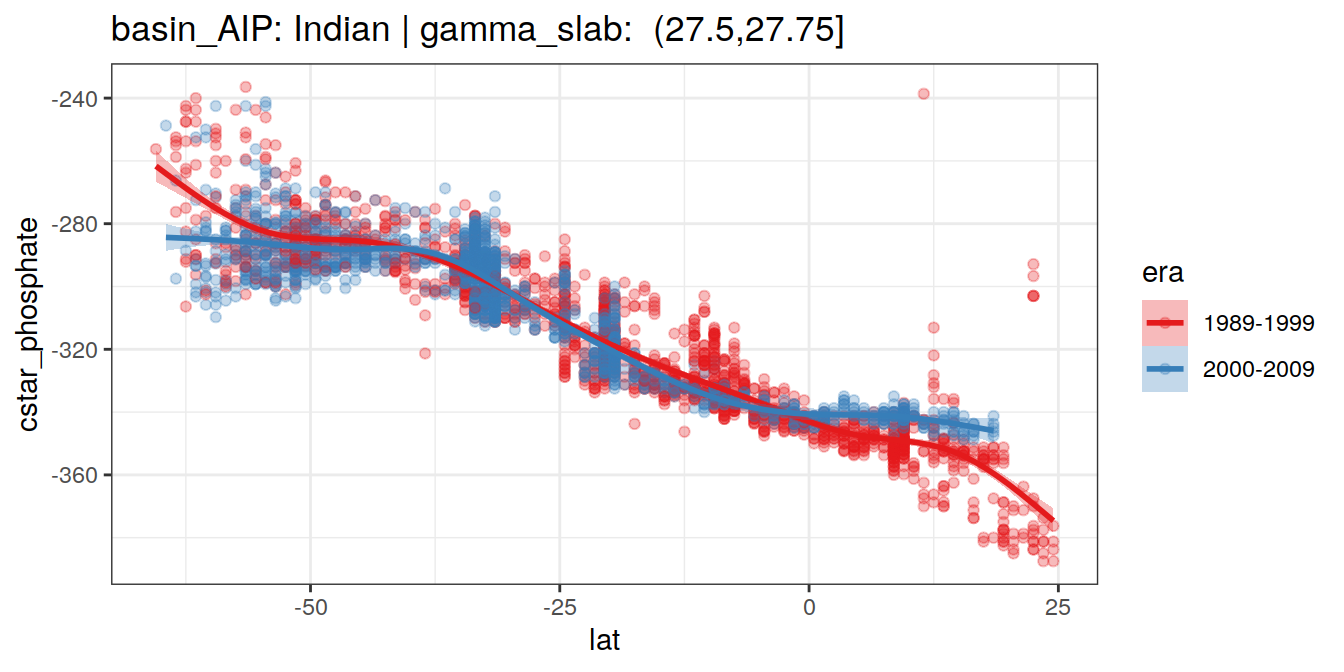 basin_AIP: Indian | gamma_slab:  (27.5,27.75]
cstar_phosphate
-240
-280
-320
-360
-50
-25
0
25
lat
era
1989-1999
2000-2009